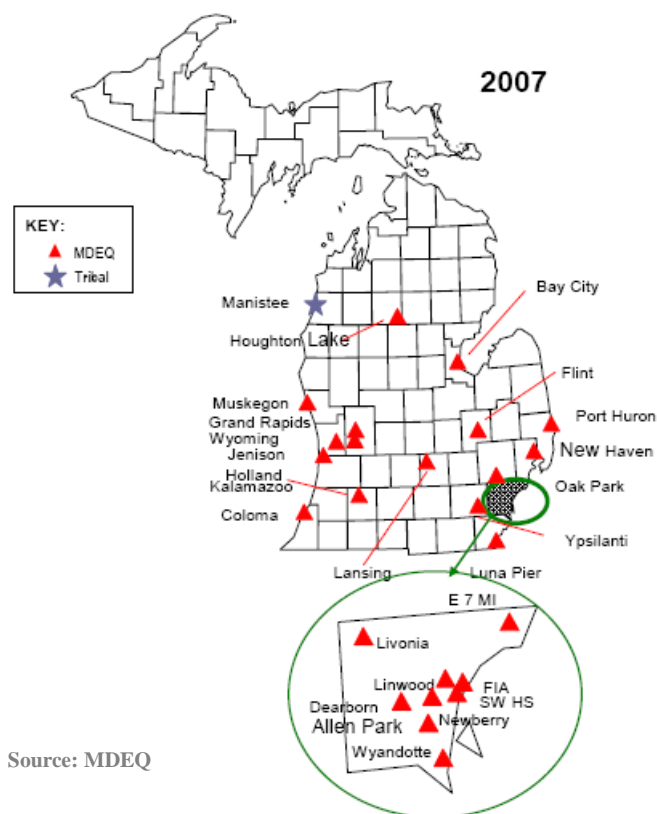 2007
KEY:
MDEQ
Tribal
Manistee
Bay City
Houghton Lake
Flint
Muskegon
Port Huron
Grand Rapids
Wyoming
New Haven
Jenison
Holland
Kalamazoo
Oak Park
Coloma
Ypsilanti
Lansing
Luna Pier
E 7 MI
Livonia
Linwood
FIA
SW HS
Dearborn
Newberry
Allen Park
Wyandotte
Source: MDEQ